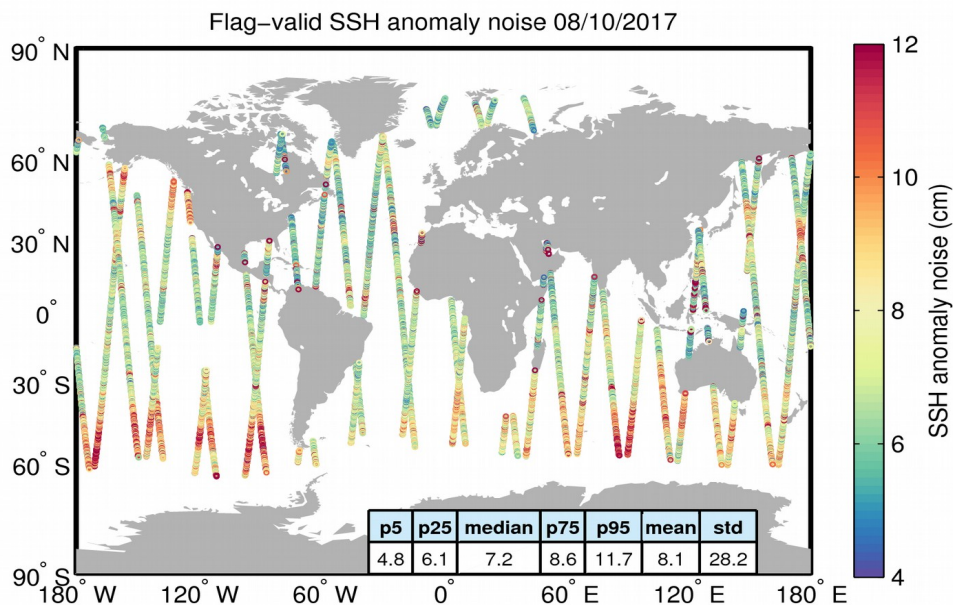 Flag−valid SSH anomaly noise 08/10/2017
90° N
60° N
30° N
0°
30° S
60° S
90° S
180° W
120° W
60° W
0°
60° E
120° E
180° E
p5 p25 median p75 p95 mean std
4.8 6.1 7.2 8.6 11.7 8.1 28.2
12
10
8
6
4
SSH anomaly noise (cm)